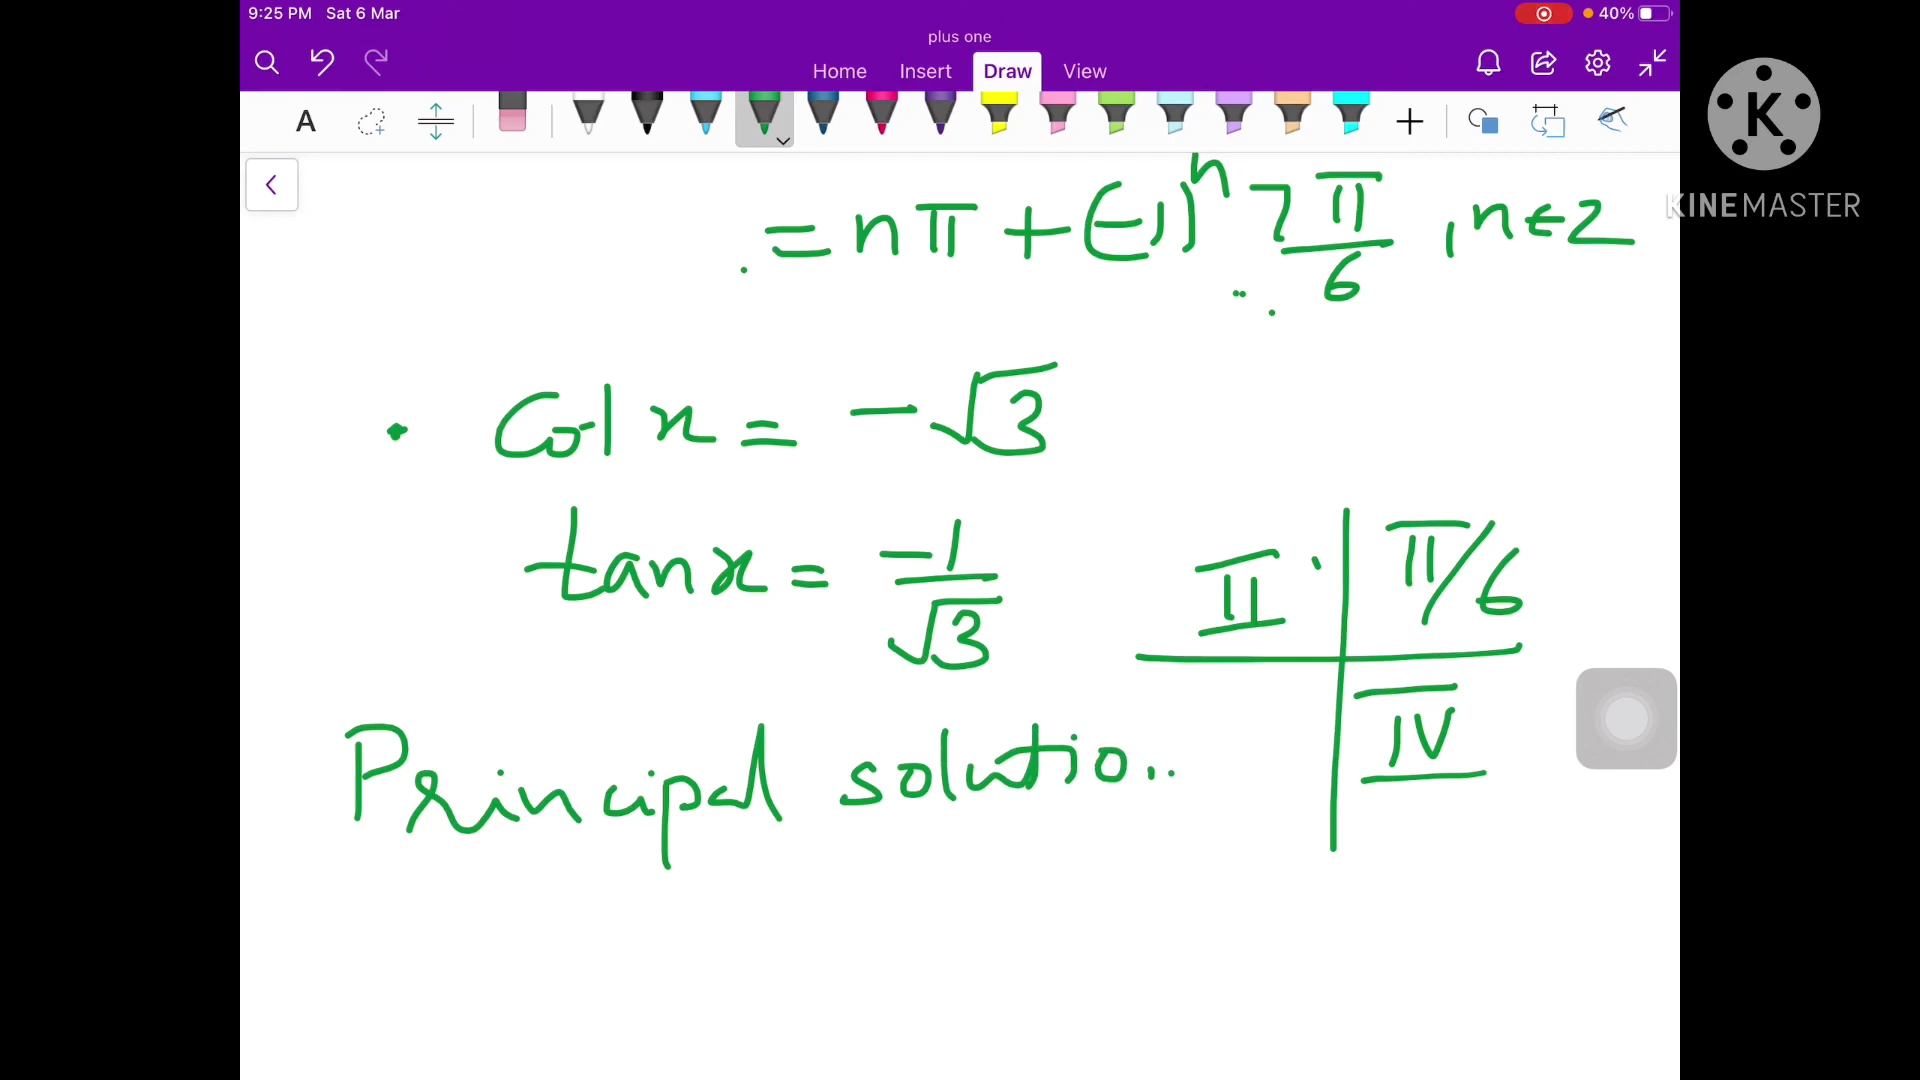 9:25 PM Sat 6 Mar
40%
plus one
Home Insert Draw View
A
K
KINEMASTER
= nπ + (-1)^n 7π/6 , n ∈ Z
• Cot x = -√3
tan x = -1/√3
II π/6
IV
Principal solutio..